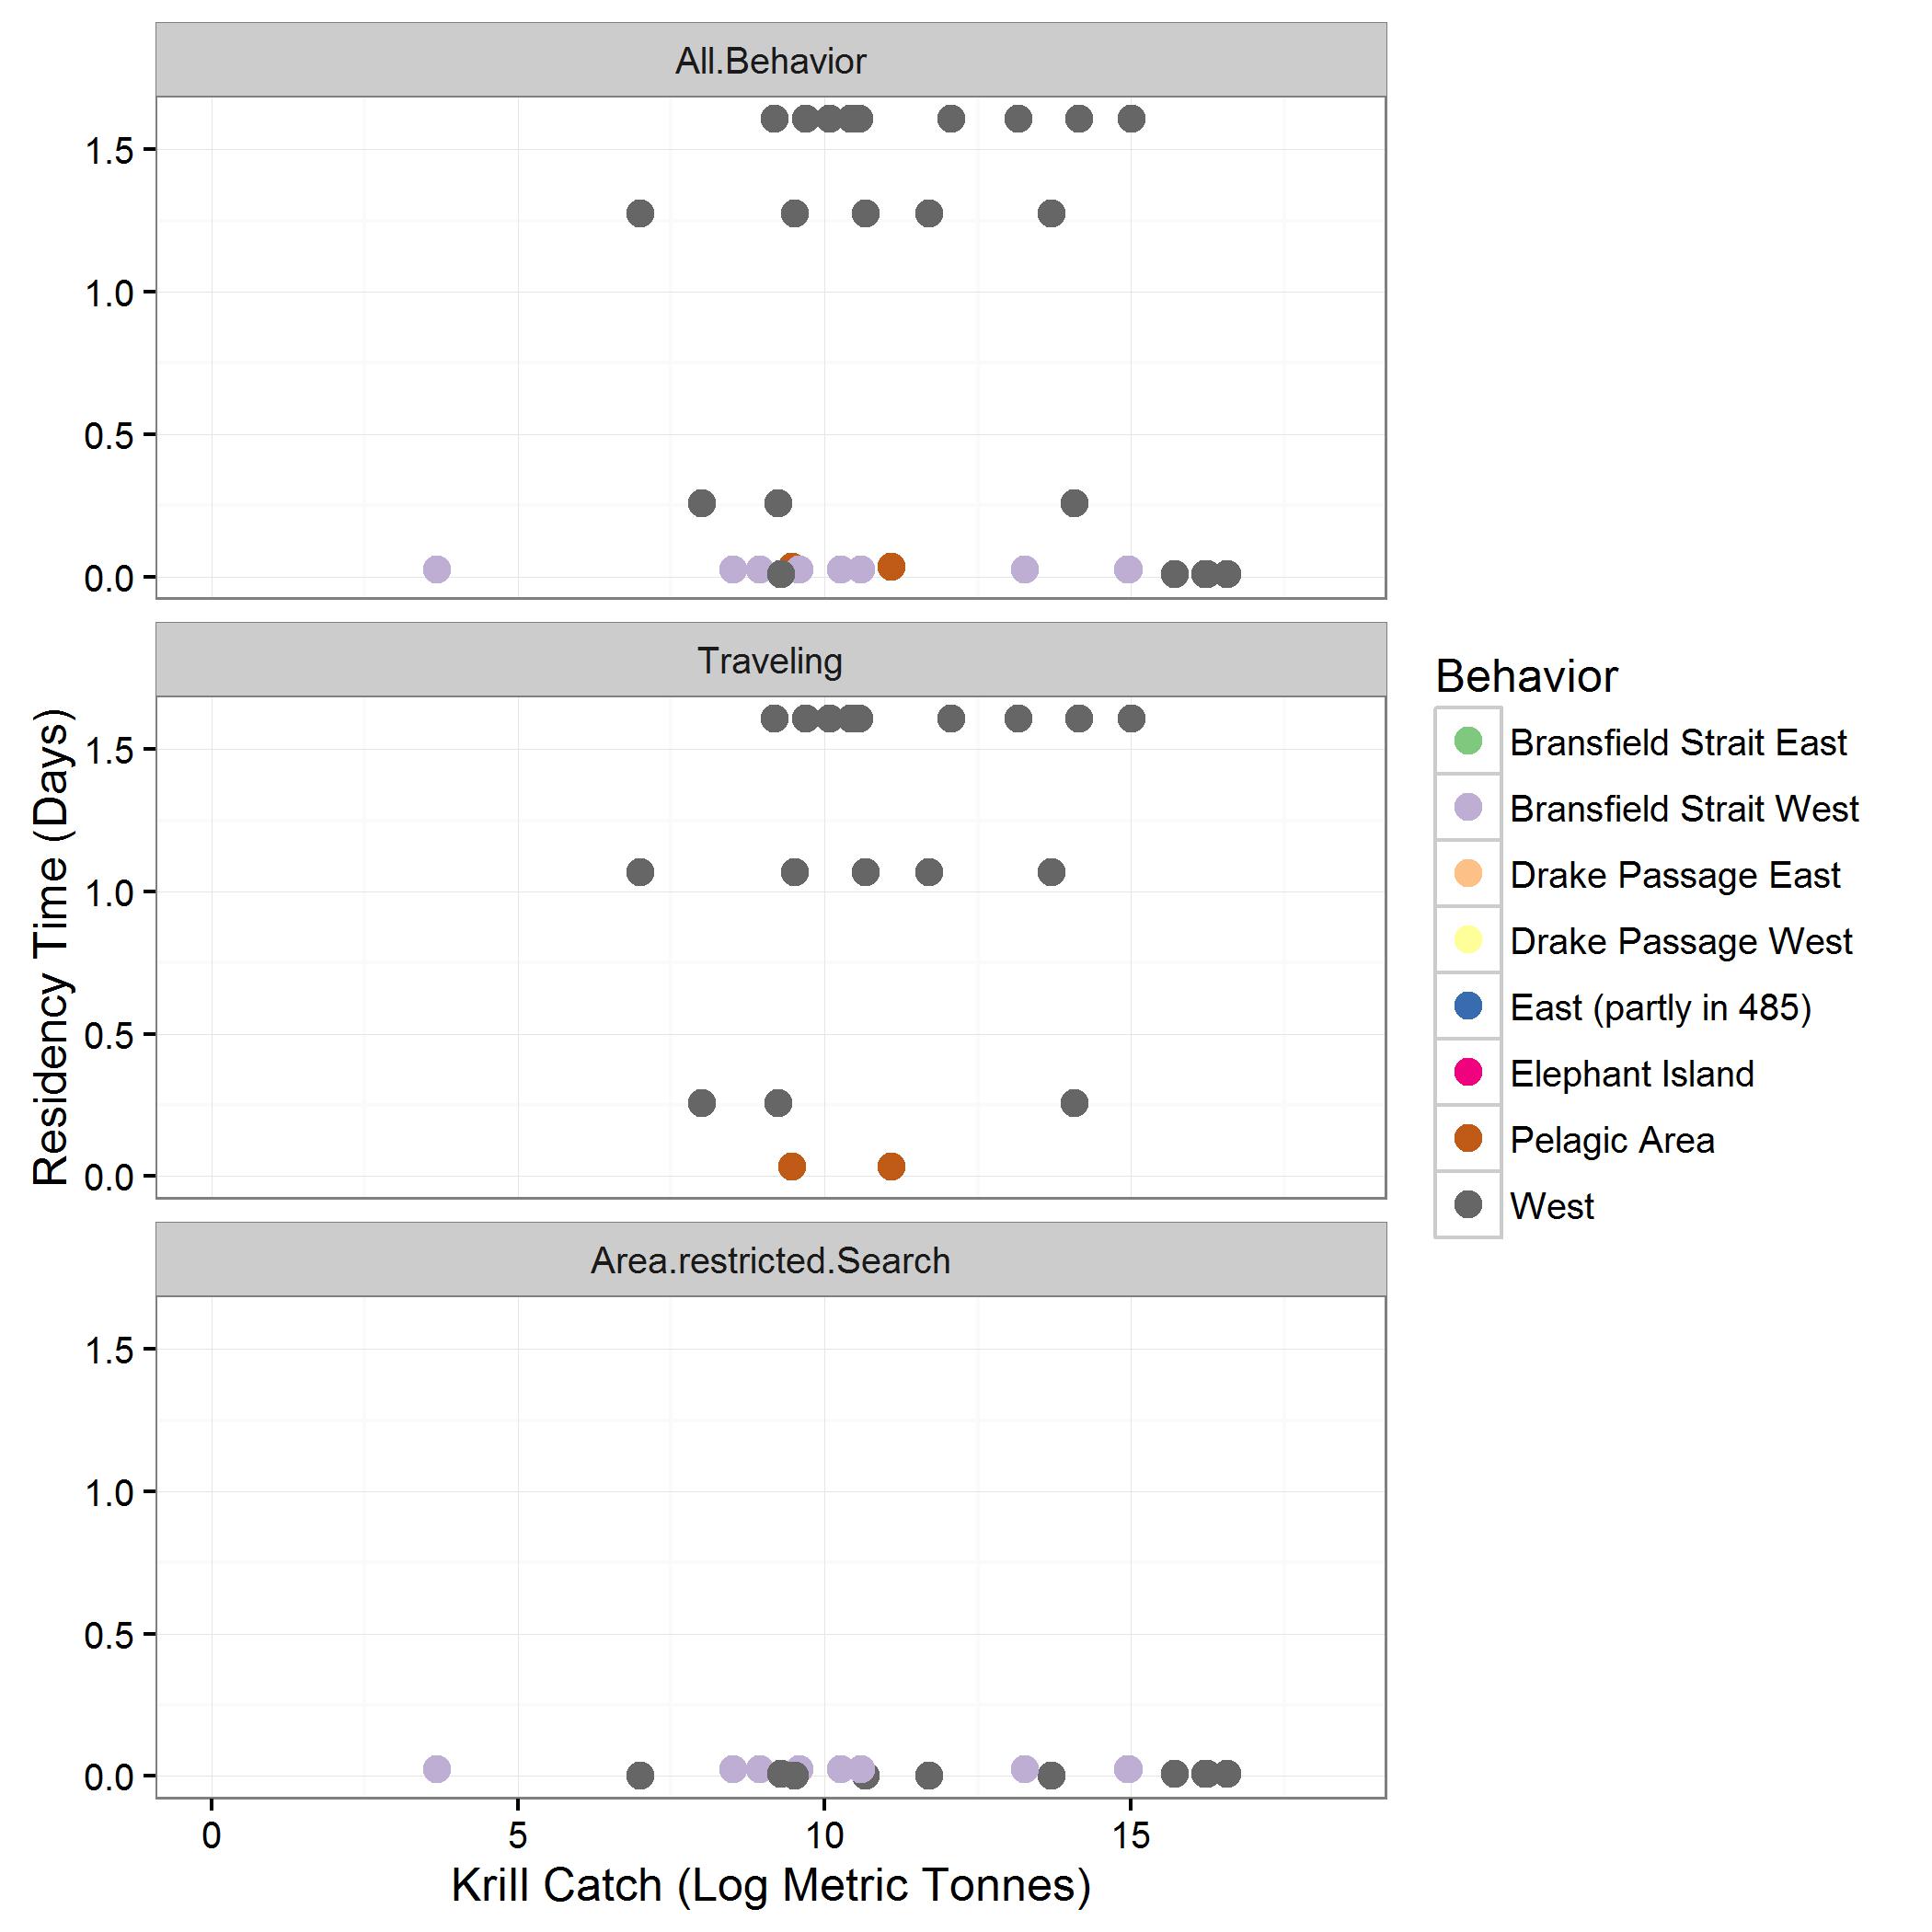 All.Behavior
1.5
1.0
0.5
0.0
Traveling
1.5
1.0
0.5
0.0
Area.restricted.Search
1.5
1.0
0.5
0.0
0 5 10 15
Krill Catch (Log Metric Tonnes)
Residency Time (Days)
Behavior
Bransfield Strait East
Bransfield Strait West
Drake Passage East
Drake Passage West
East (partly in 485)
Elephant Island
Pelagic Area
West